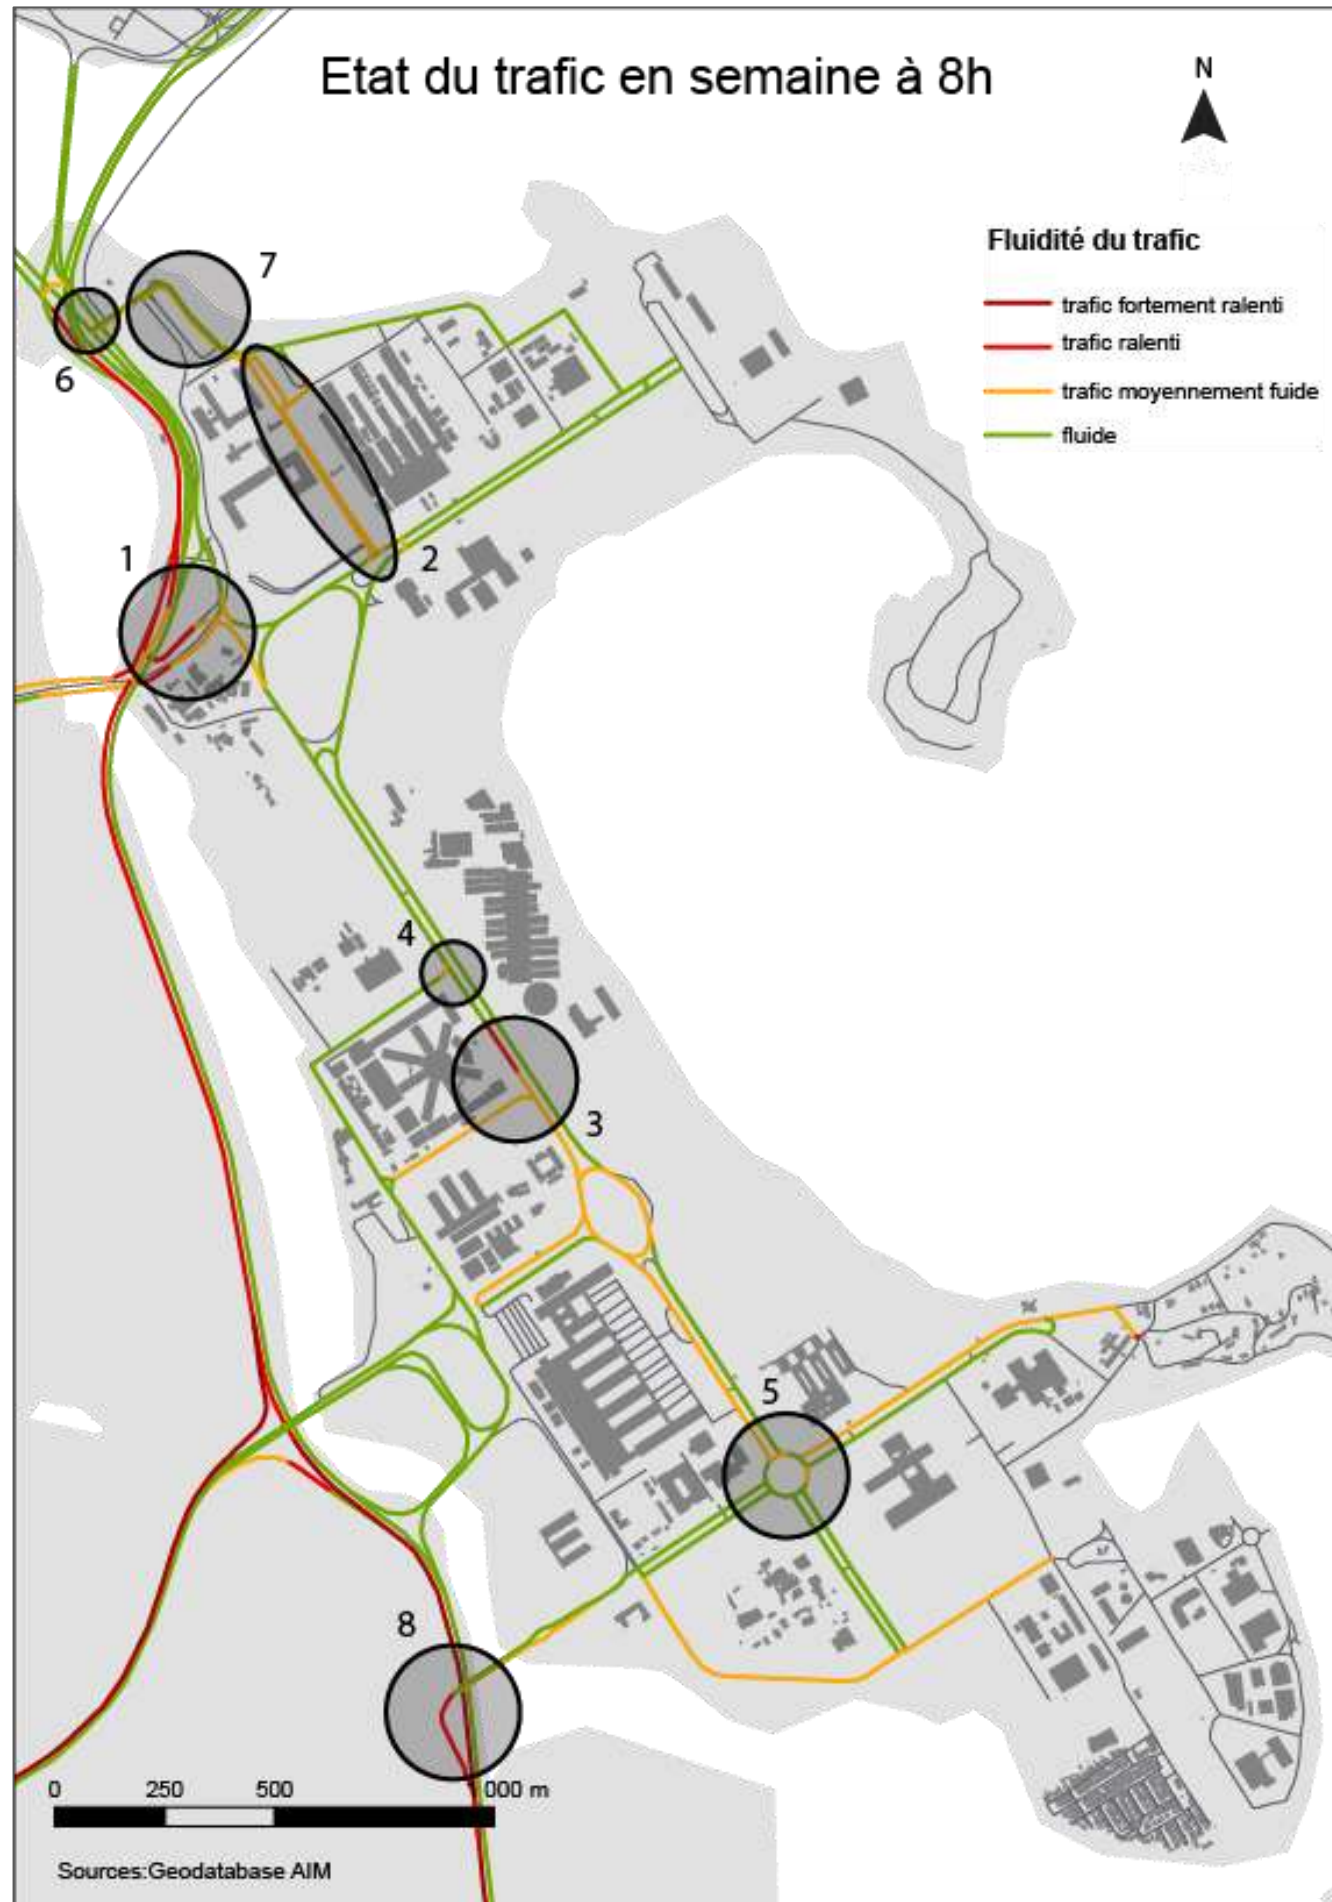 Etat du trafic en semaine à 8h
N
Fluidité du trafic
trafic fortement ralenti
trafic ralenti
trafic moyennement fuide
fluide
7
6
2
1
4
3
5
8
0 250 500 000 m
Sources:Geodatabase AIM